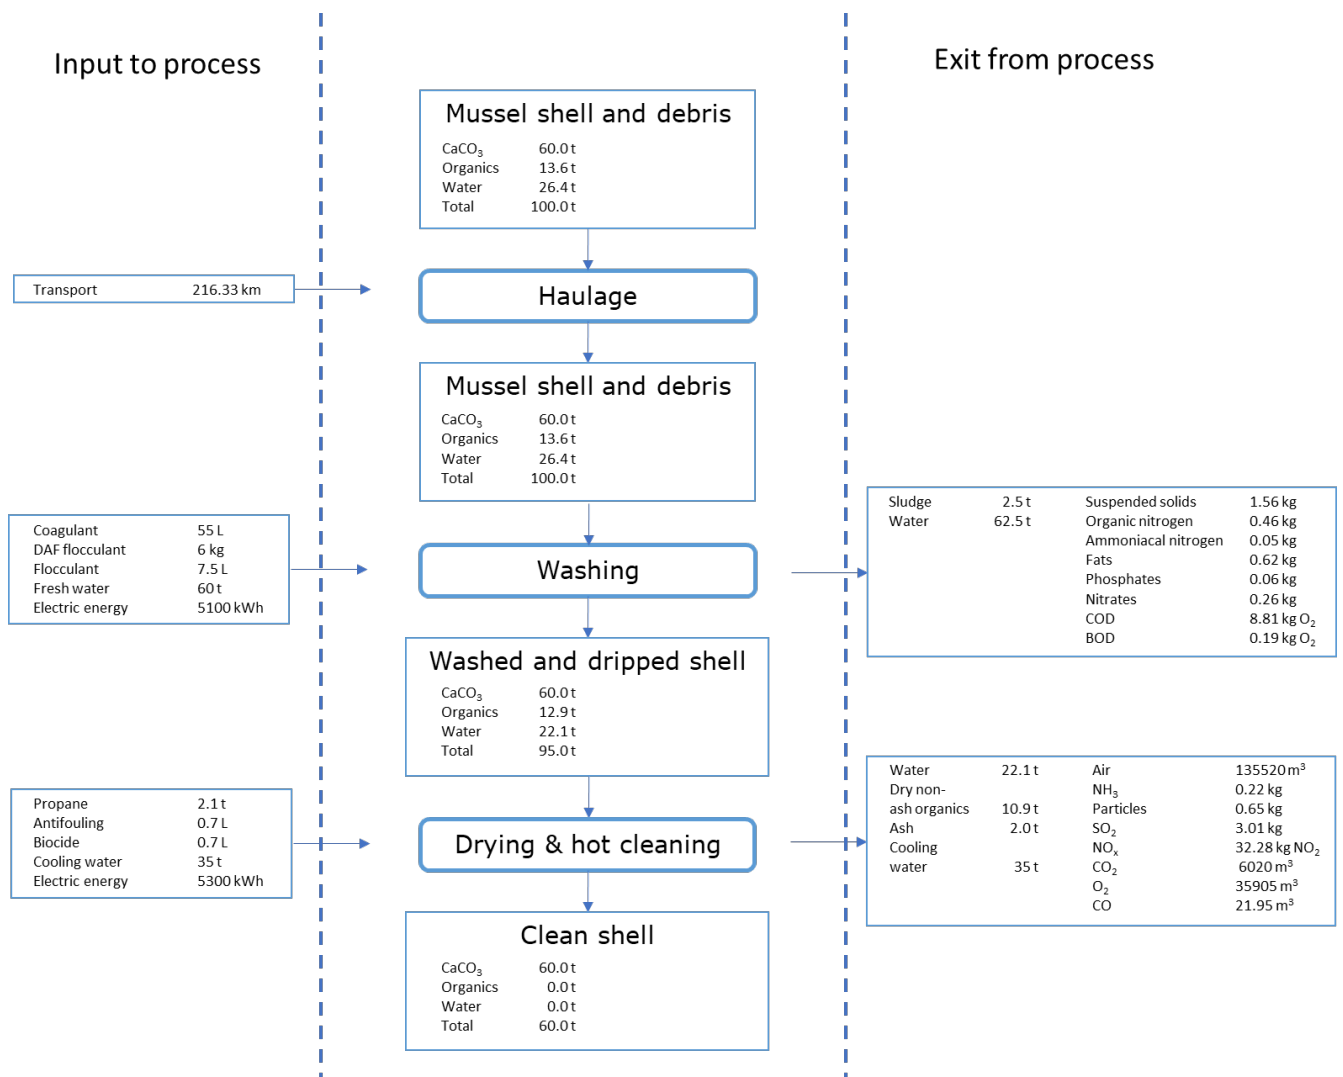 Input to process
Exit from process
Mussel shell and debris
CaCO₃ 60.0 t
Organics 13.6 t
Water 26.4 t
Total 100.0 t
Transport 216.33 km
Haulage
Mussel shell and debris
CaCO₃ 60.0 t
Organics 13.6 t
Water 26.4 t
Total 100.0 t
Coagulant 55 L
DAF flocculant 6 kg
Flocculant 7.5 L
Fresh water 60 t
Electric energy 5100 kWh
Washing
Sludge 2.5 t Suspended solids 1.56 kg
Water 62.5 t Organic nitrogen 0.46 kg
Ammoniacal nitrogen 0.05 kg
Fats 0.62 kg
Phosphates 0.06 kg
Nitrates 0.26 kg
COD 8.81 kg O₂
BOD 0.19 kg O₂
Washed and dripped shell
CaCO₃ 60.0 t
Organics 12.9 t
Water 22.1 t
Total 95.0 t
Propane 2.1 t
Antifouling 0.7 L
Biocide 0.7 L
Cooling water 35 t
Electric energy 5300 kWh
Drying & hot cleaning
Water 22.1 t Air 135520 m³
Dry non- NH₃ 0.22 kg
ash organics 10.9 t Particles 0.65 kg
Ash 2.0 t SO₂ 3.01 kg
Cooling NOₓ 32.28 kg NO₂
water 35 t CO₂ 6020 m³
O₂ 35905 m³
CO 21.95 m³
Clean shell
CaCO₃ 60.0 t
Organics 0.0 t
Water 0.0 t
Total 60.0 t